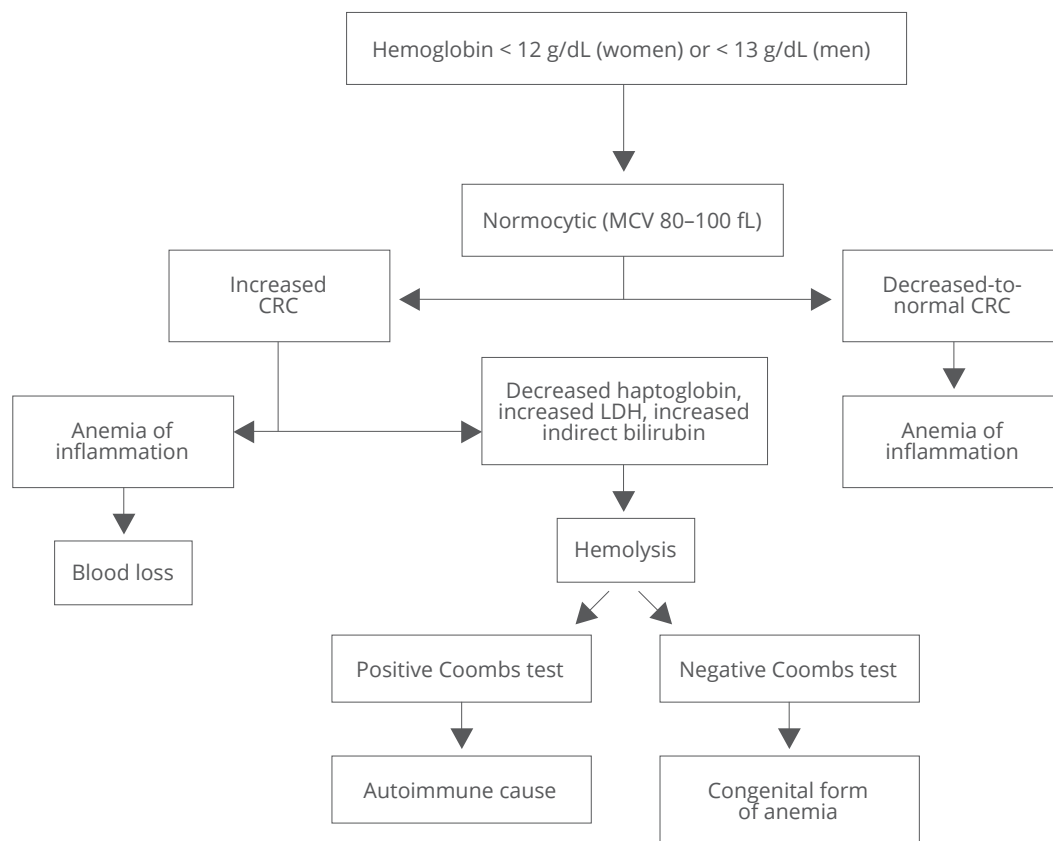 Hemoglobin < 12 g/dL (women) or < 13 g/dL (men)
Normocytic (MCV 80–100 fL)
Increased
CRC
Decreased-to-
normal CRC
Anemia of
inflammation
Decreased haptoglobin,
increased LDH, increased
indirect bilirubin
Anemia of
inflammation
Blood loss
Hemolysis
Positive Coombs test
Negative Coombs test
Autoimmune cause
Congenital form
of anemia